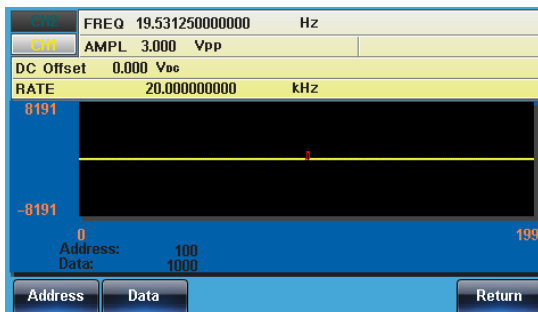 CH2 FREQ 19.531250000000 Hz
CH1 AMPL 3.000 Vpp
DC Offset 0.000 VDC
RATE 20.000000000 kHz
8191
-8191
0 199
Address: 100
Data: 1000
Address Data Return